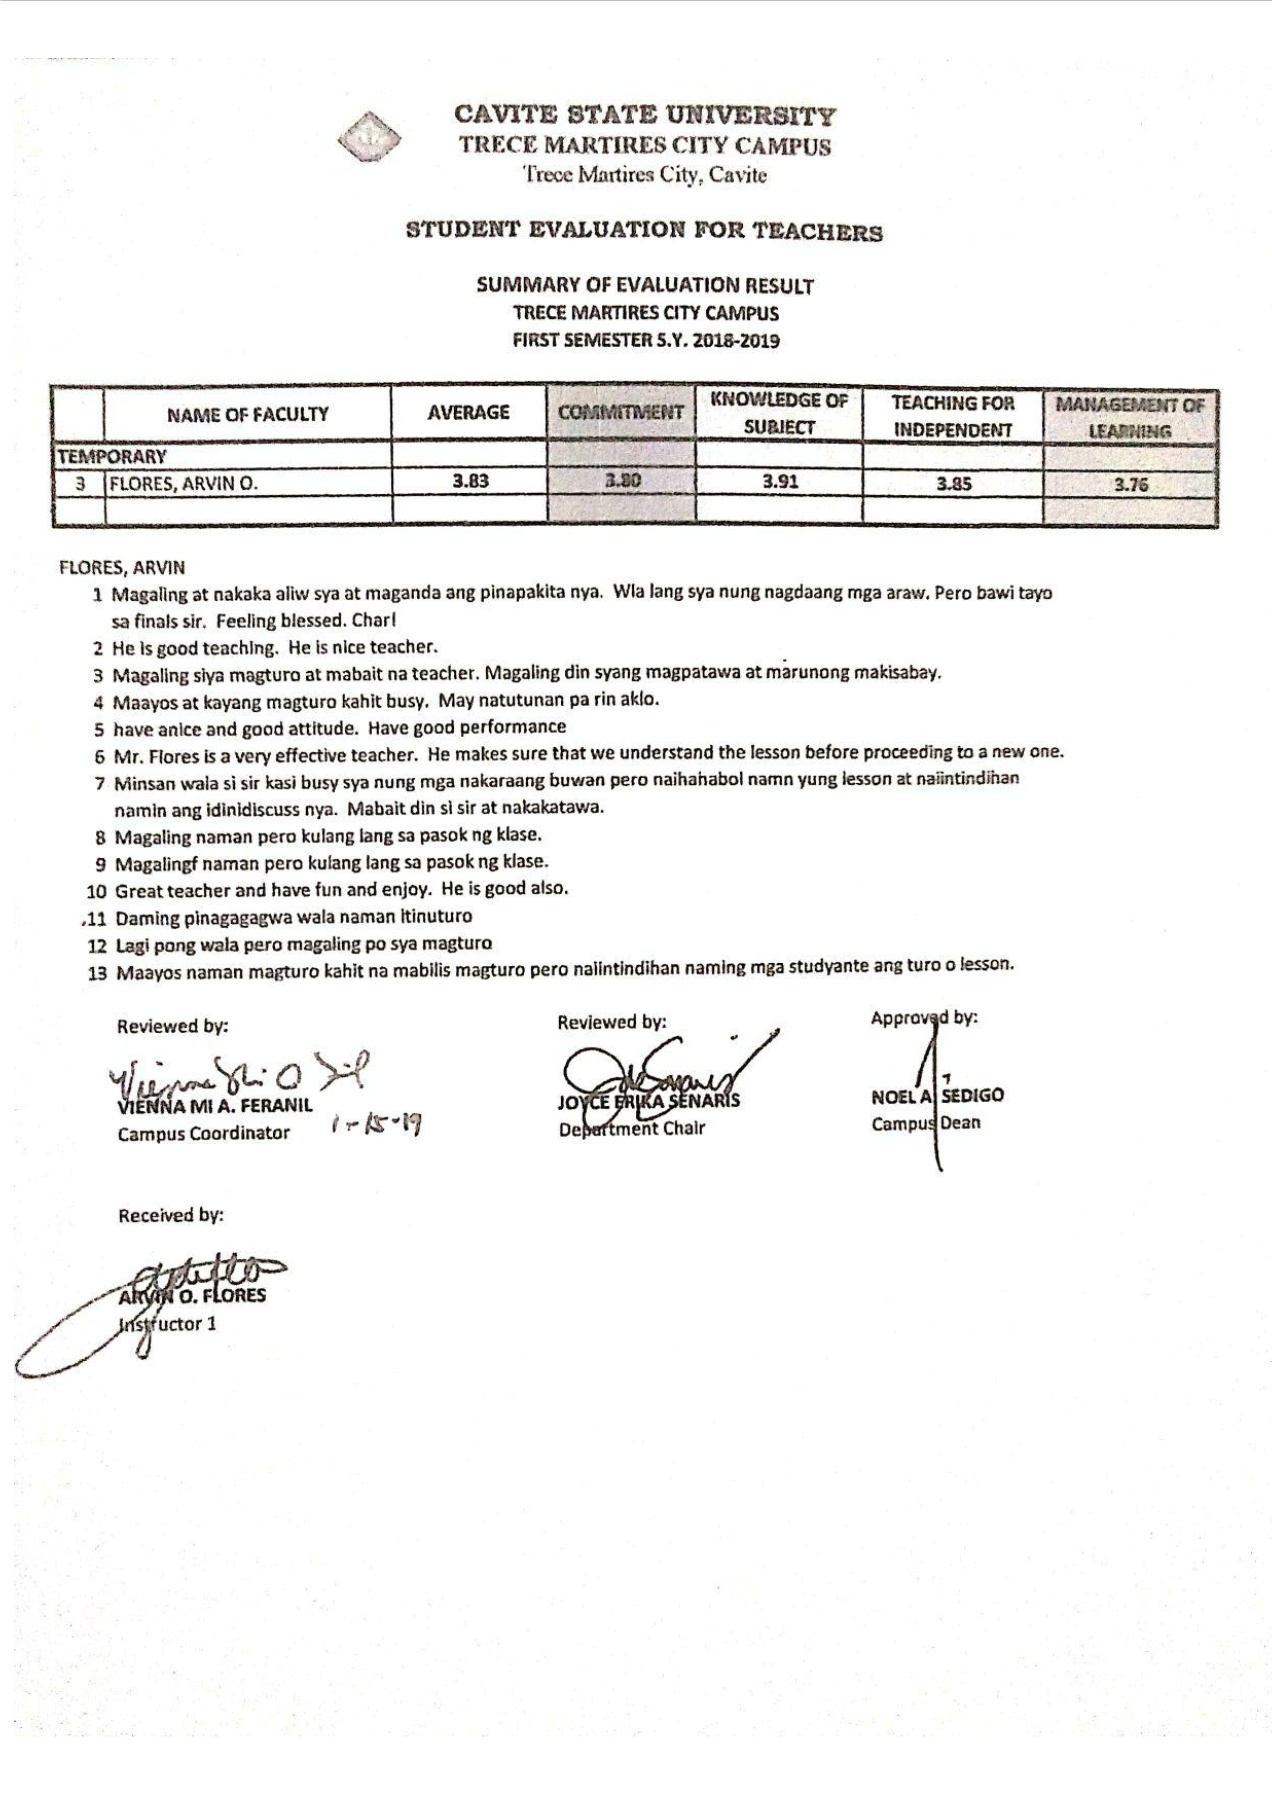 CAVITE STATE UNIVERSITY
TRECE MARTIRES CITY CAMPUS
Trece Martires City, Cavite
STUDENT EVALUATION FOR TEACHERS
SUMMARY OF EVALUATION RESULT
TRECE MARTIRES CITY CAMPUS
FIRST SEMESTER S.Y. 2018-2019
NAME OF FACULTY AVERAGE COMMITMENT KNOWLEDGE OF SUBJECT TEACHING FOR INDEPENDENT MANAGEMENT OF LEARNING
TEMPORARY
3 FLORES, ARVIN O. 3.83 3.80 3.91 3.85 3.76
FLORES, ARVIN
1 Magaling at nakaka aliw sya at maganda ang pinapakita nya. Wla lang sya nung nagdaang mga araw. Pero bawi tayo
sa finals sir. Feeling blessed. Char!
2 He is good teaching. He is nice teacher.
3 Magaling siya magturo at mabait na teacher. Magaling din syang magpatawa at marunong makisabay.
4 Maayos at kayang magturo kahit busy. May natutunan pa rin aklo.
5 have anice and good attitude. Have good performance
6 Mr. Flores is a very effective teacher. He makes sure that we understand the lesson before proceeding to a new one.
7 Minsan wala si sir kasi busy sya nung mga nakaraang buwan pero naihahabol namn yung lesson at naiintindihan
namin ang idinidiscuss nya. Mabait din si sir at nakakatawa.
8 Magaling naman pero kulang lang sa pasok ng klase.
9 Magalingf naman pero kulang lang sa pasok ng klase.
10 Great teacher and have fun and enjoy. He is good also.
11 Daming pinagagagwa wala naman itinuturo
12 Lagi pong wala pero magaling po sya magturo
13 Maayos naman magturo kahit na mabilis magturo pero naiintindihan naming mga studyante ang turo o lesson.
Reviewed by: Reviewed by: Approved by:
VIENNA MI A. FERANIL JOYCE ERIKA SENARIS NOEL A. SEDIGO
Campus Coordinator 1-15-19 Department Chair Campus Dean
Received by:
ARVIN O. FLORES
Instructor 1